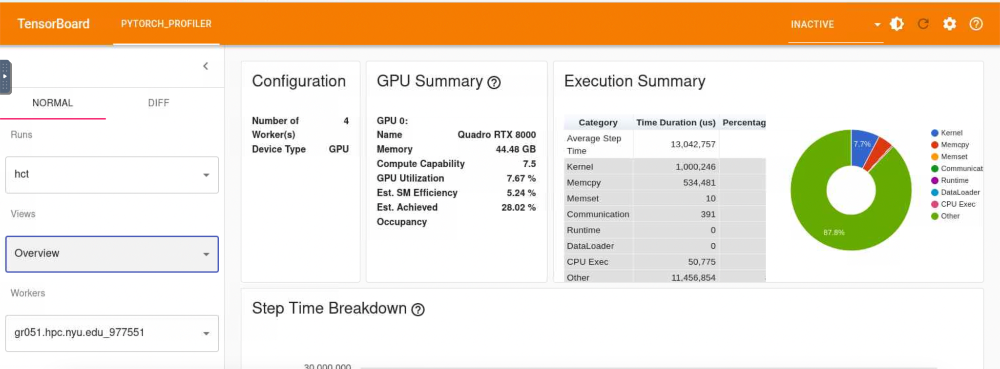 TensorBoard PYTORCH_PROFILER INACTIVE
NORMAL DIFF
Runs
hct
Views
Overview
Workers
gr051.hpc.nyu.edu_977551
Configuration
Number of Worker(s) 4
Device Type GPU
GPU Summary
GPU 0:
Name Quadro RTX 8000
Memory 44.48 GB
Compute Capability 7.5
GPU Utilization 7.67 %
Est. SM Efficiency 5.24 %
Est. Achieved Occupancy 28.02 %
Execution Summary
Category Time Duration (us) Percentag
Average Step Time 13,042,757
Kernel 1,000,246
Memcpy 534,481
Memset 10
Communication 391
Runtime 0
DataLoader 0
CPU Exec 50,775
Other 11,456,854
7.7%
87.8%
Kernel
Memcpy
Memset
Communicat
Runtime
DataLoader
CPU Exec
Other
Step Time Breakdown
30,000,000